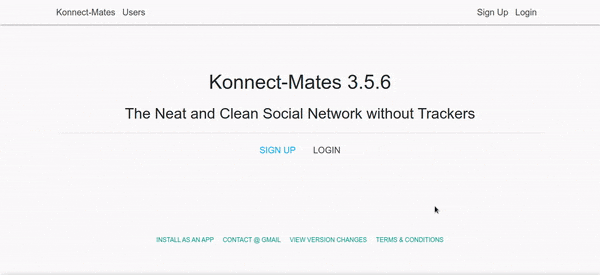 Konnect-Mates Users Sign Up Login
Konnect-Mates 3.5.6
The Neat and Clean Social Network without Trackers
SIGN UP LOGIN
INSTALL AS AN APP CONTACT @ GMAIL VIEW VERSION CHANGES TERMS & CONDITIONS